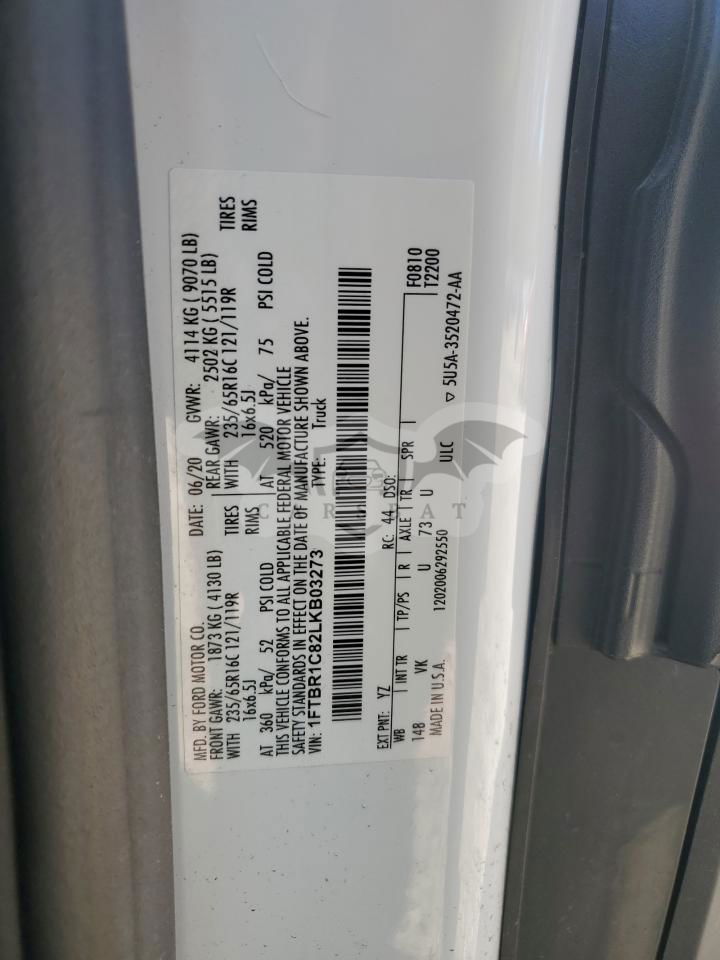 MFD. BY FORD MOTOR CO. DATE: 06/20 GVWR: 4114 KG ( 9070 LB)
FRONT GAWR: 1873 KG ( 4130 LB) REAR GAWR: 2502 KG ( 5515 LB)
WITH 235/65R16C 121/119R TIRES WITH 235/65R16C 121/119R TIRES
16x6.5J RIMS 16x6.5J RIMS
AT 360 kPa/ 52 PSI COLD AT 520 kPa/ 75 PSI COLD
THIS VEHICLE CONFORMS TO ALL APPLICABLE FEDERAL MOTOR VEHICLE
SAFETY STANDARDS IN EFFECT ON THE DATE OF MANUFACTURE SHOWN ABOVE.
VIN: 1FTBR1C82LKB03273 TYPE: Truck
EXT PNT: YZ RC: 44 DSO: F0810
WB INT TR TP/PS R AXLE TR SPR T2200
148 VK U 73 U
MADE IN U.S.A. 1202006292550 ULC ▽ 5U5A-3520472-AA
CARSBAT